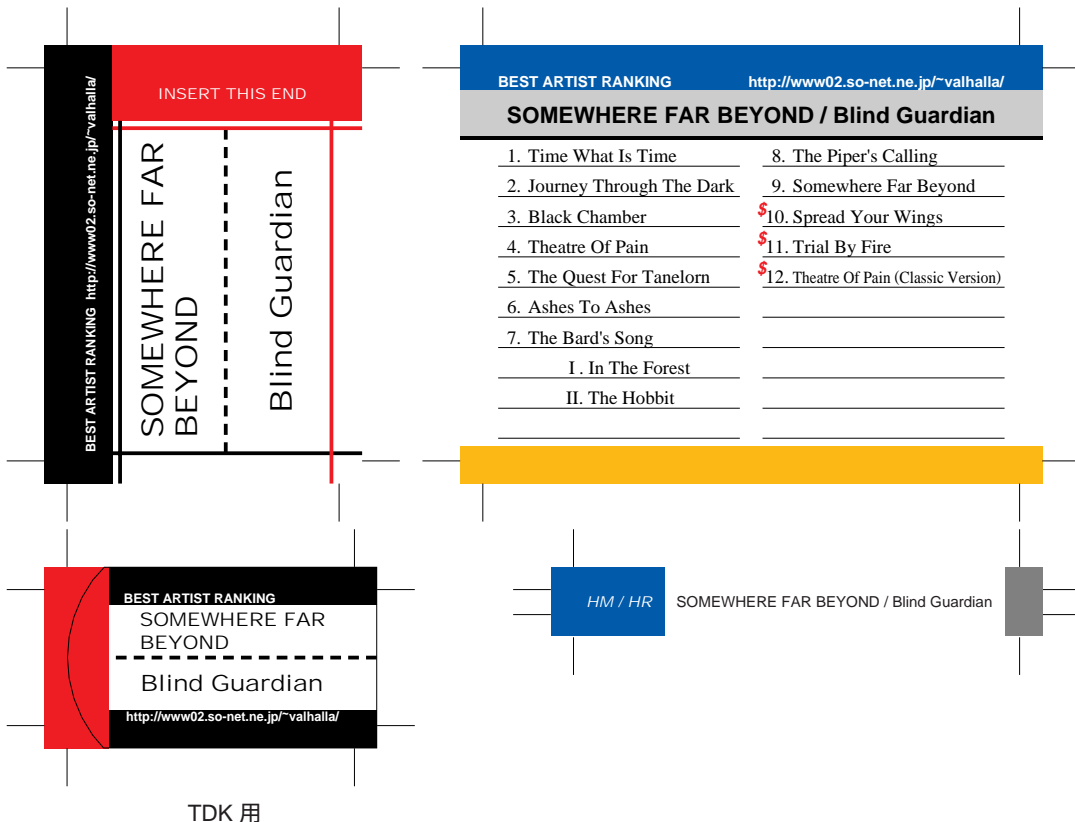 BEST ARTIST RANKING http://www02.so-net.ne.jp/~valhalla/
INSERT THIS END
SOMEWHERE FAR
BEYOND
Blind Guardian
BEST ARTIST RANKING http://www02.so-net.ne.jp/~valhalla/
SOMEWHERE FAR BEYOND / Blind Guardian
1. Time What Is Time
2. Journey Through The Dark
3. Black Chamber
4. Theatre Of Pain
5. The Quest For Tanelorn
6. Ashes To Ashes
7. The Bard's Song
I . In The Forest
II. The Hobbit
8. The Piper's Calling
9. Somewhere Far Beyond
$10. Spread Your Wings
$11. Trial By Fire
$12. Theatre Of Pain (Classic Version)
BEST ARTIST RANKING
SOMEWHERE FAR
BEYOND
Blind Guardian
http://www02.so-net.ne.jp/~valhalla/
TDK 用
HM / HR
SOMEWHERE FAR BEYOND / Blind Guardian